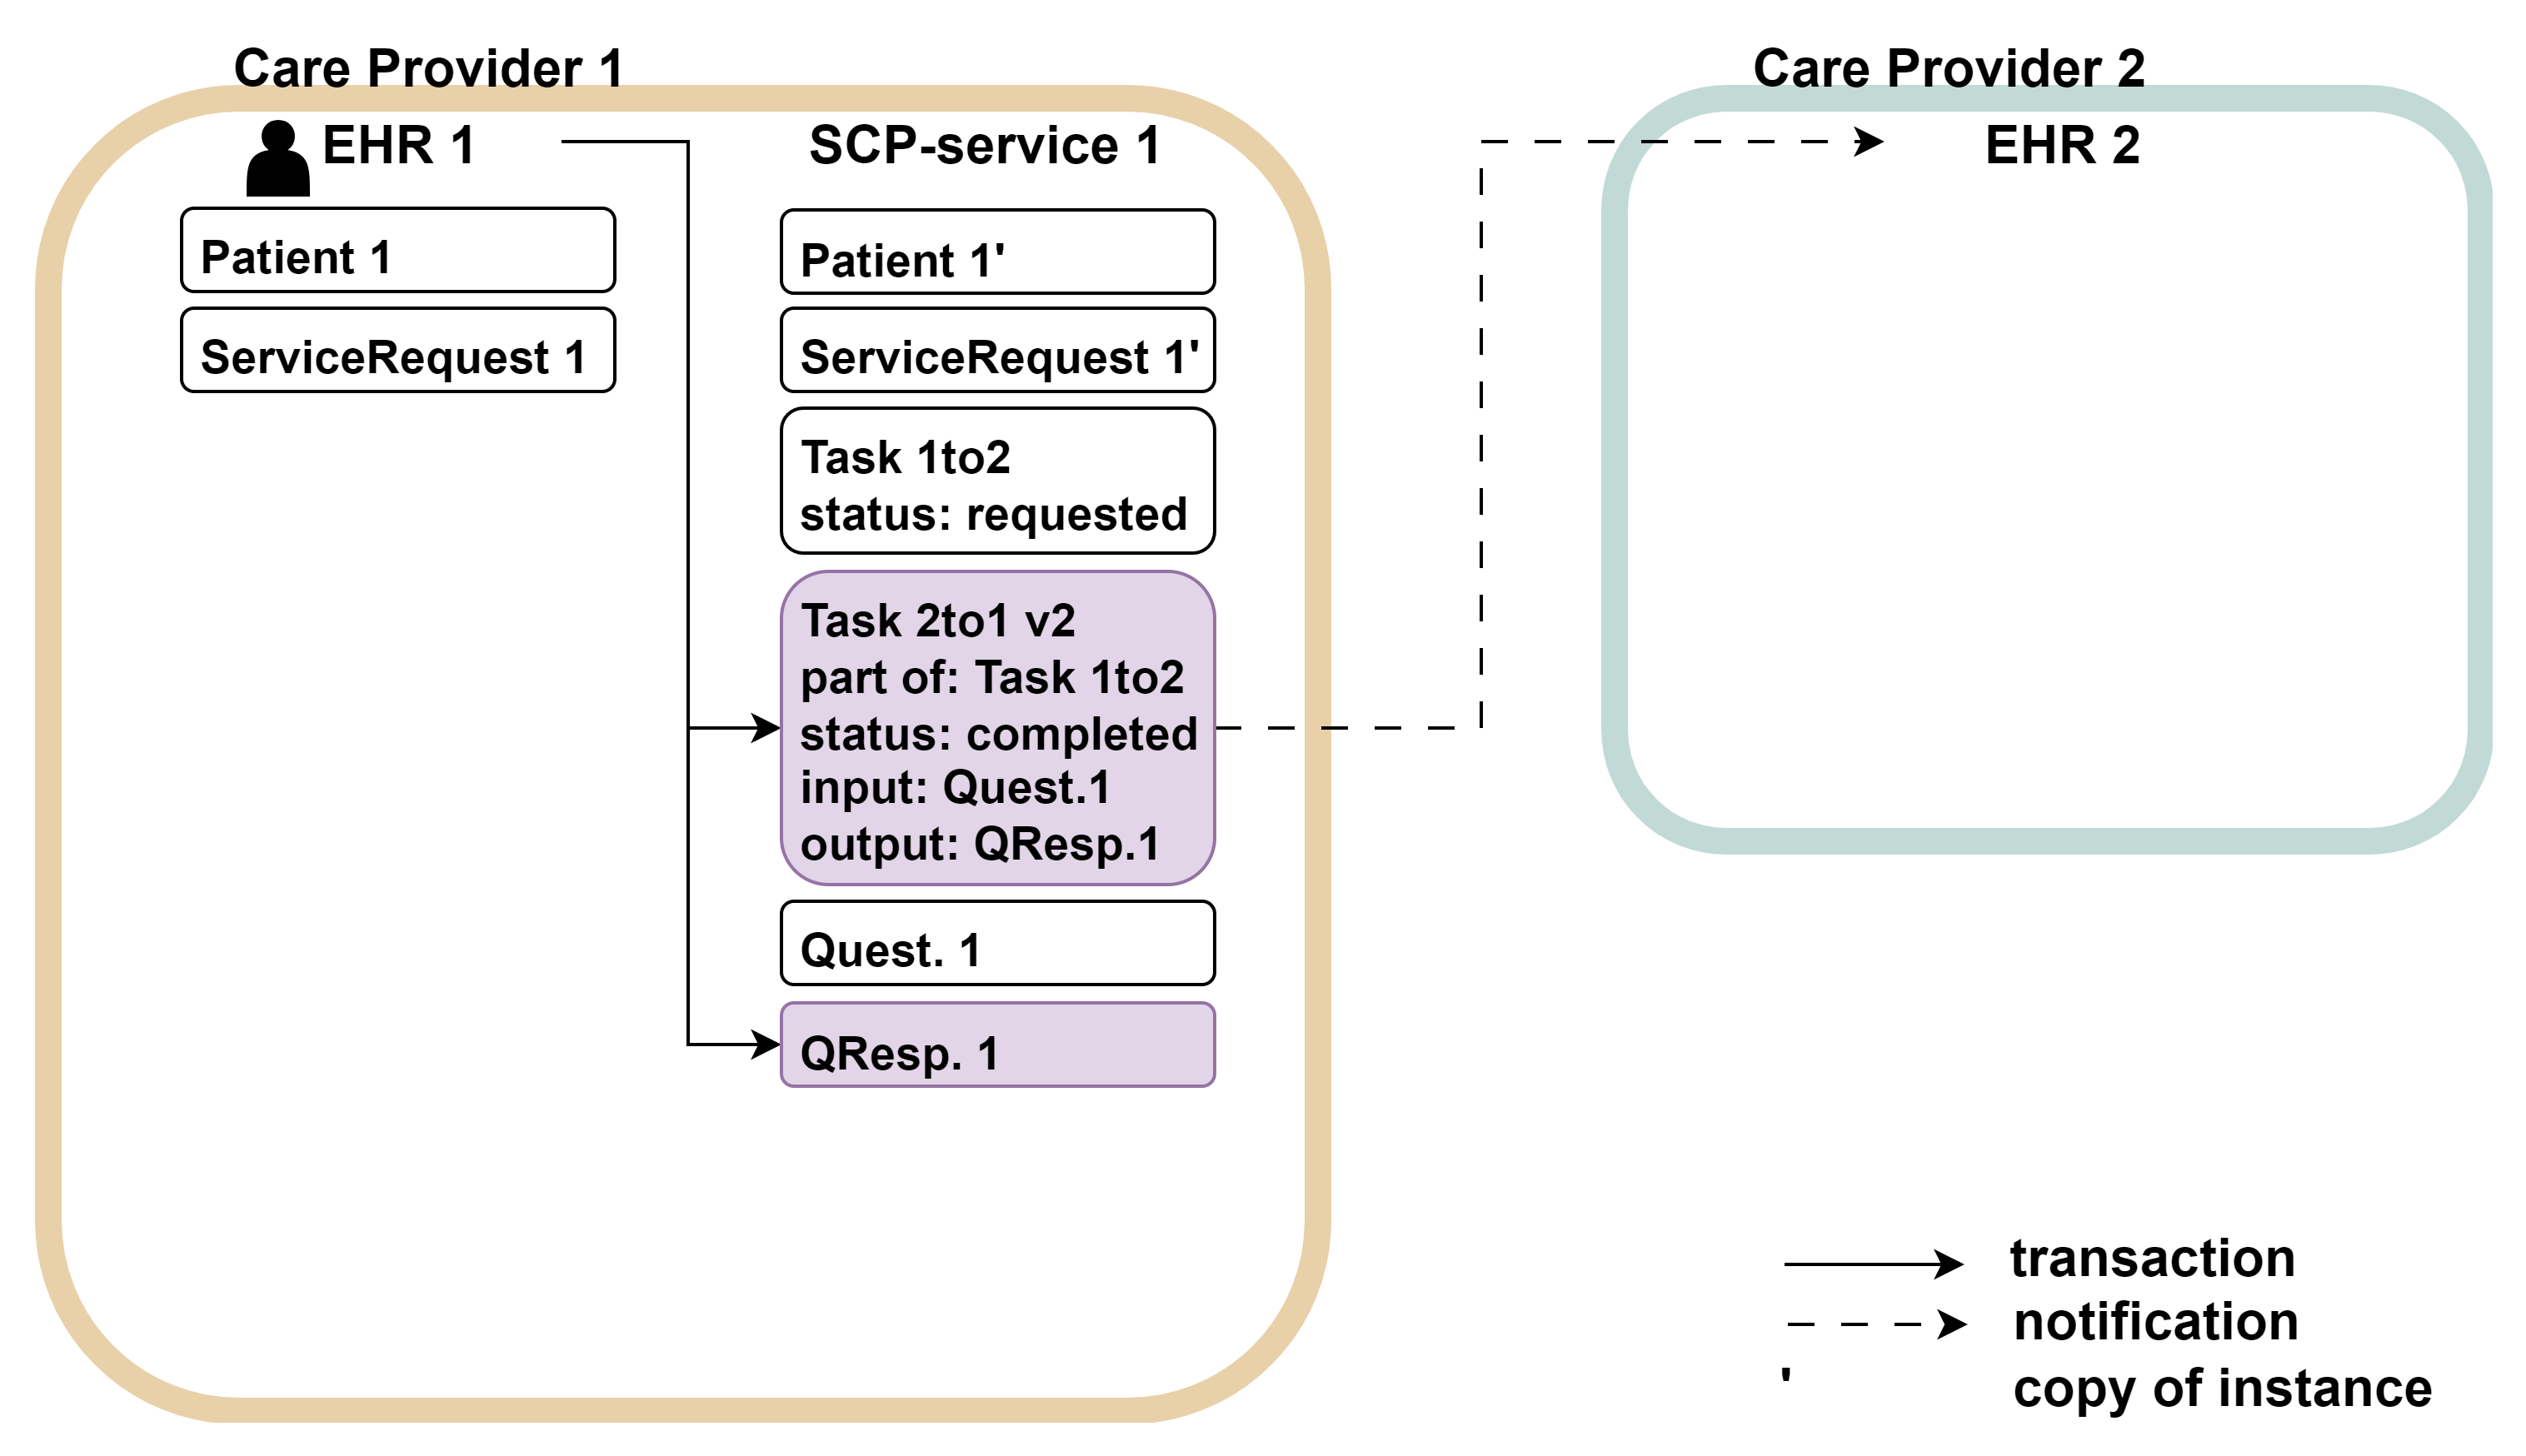 Care Provider 1
EHR 1
Patient 1
ServiceRequest 1
SCP-service 1
Patient 1'
ServiceRequest 1'
Task 1to2
status: requested
Task 2to1 v2
part of: Task 1to2
status: completed
input: Quest.1
output: QResp.1
Quest. 1
QResp. 1
Care Provider 2
EHR 2
transaction
notification
' copy of instance